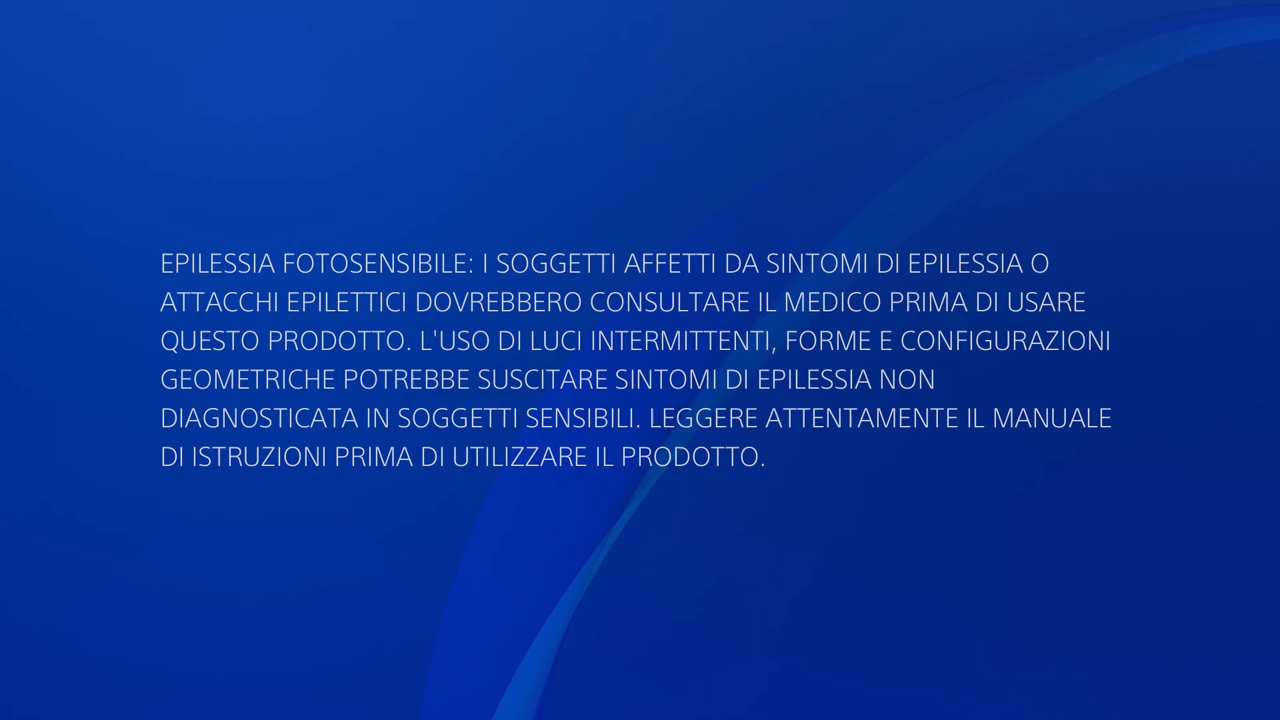 EPILESSIA FOTOSENSIBILE: I SOGGETTI AFFETTI DA SINTOMI DI EPILESSIA O
ATTACCHI EPILETTICI DOVREBBERO CONSULTARE IL MEDICO PRIMA DI USARE
QUESTO PRODOTTO. L'USO DI LUCI INTERMITTENTI, FORME E CONFIGURAZIONI
GEOMETRICHE POTREBBE SUSCITARE SINTOMI DI EPILESSIA NON
DIAGNOSTICATA IN SOGGETTI SENSIBILI. LEGGERE ATTENTAMENTE IL MANUALE
DI ISTRUZIONI PRIMA DI UTILIZZARE IL PRODOTTO.